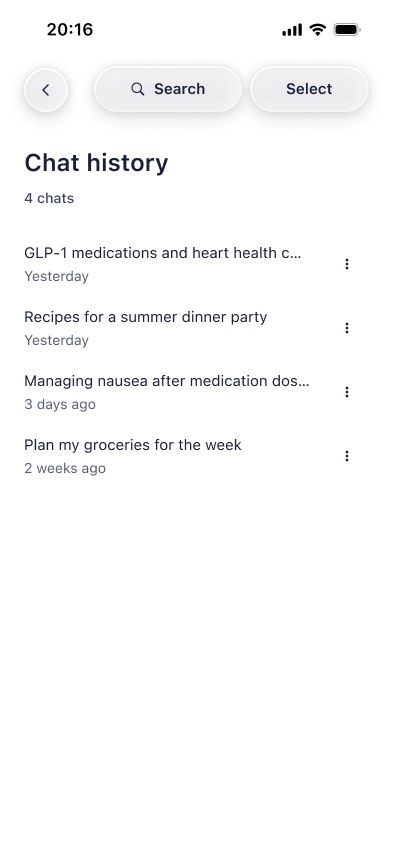 20:16
Search
Select
Chat history
4 chats
GLP-1 medications and heart health c...
Yesterday
Recipes for a summer dinner party
Yesterday
Managing nausea after medication dos...
3 days ago
Plan my groceries for the week
2 weeks ago